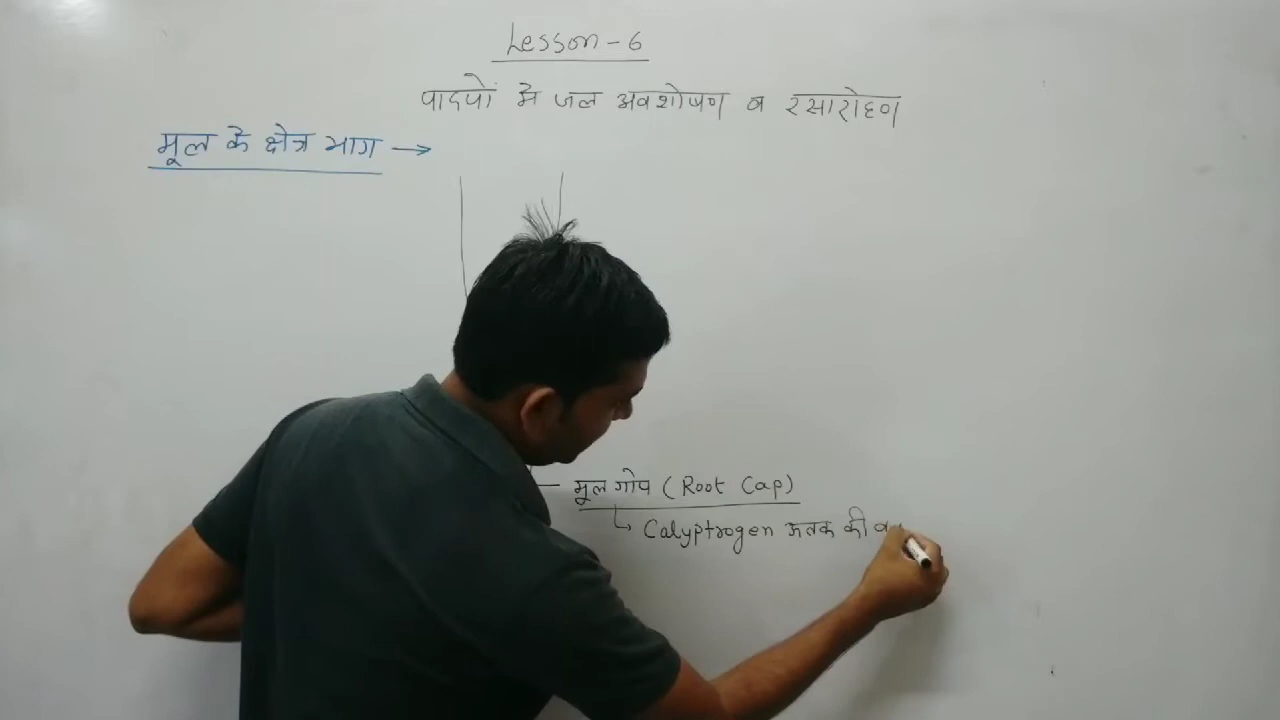 Lesson-6
पादपों मे जल अवशोषण व रसारोहण
मूल के क्षेत्र भाग →
मूल गोप (Root Cap)
↳ Calyptrogen ऊतक की